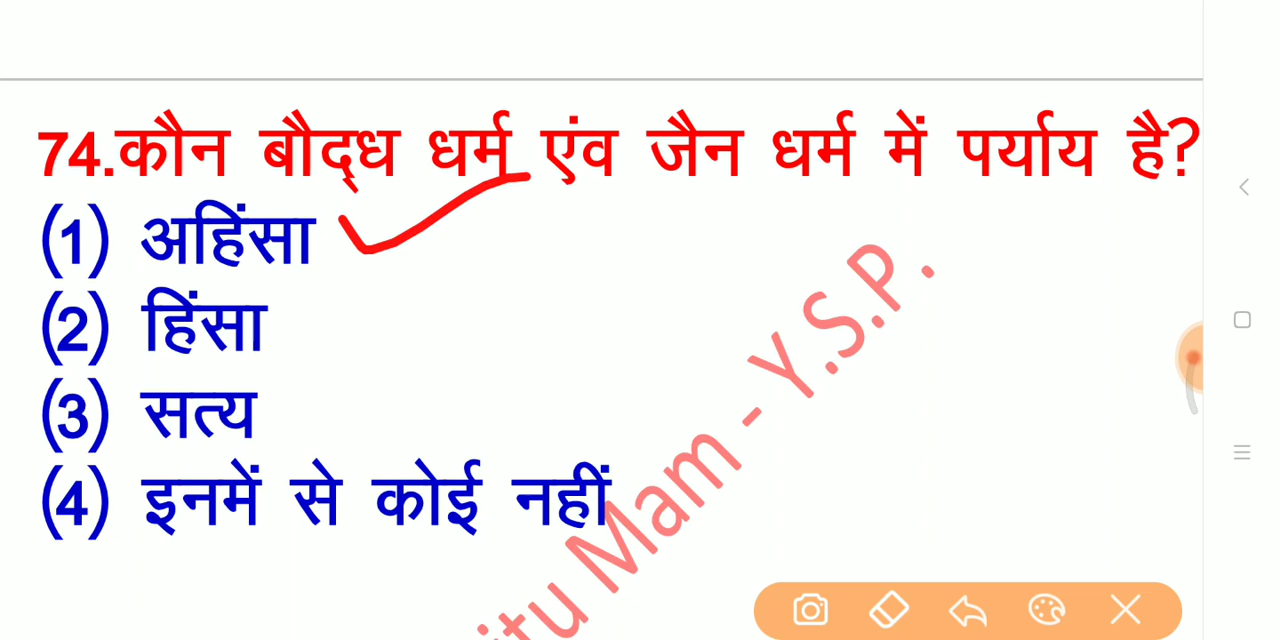 74.कौन बौद्ध धर्म एंव जैन धर्म में पर्याय है?
(1) अहिंसा
(2) हिंसा
(3) सत्य
(4) इनमें से कोई नहीं
Mam - Y.S.P.